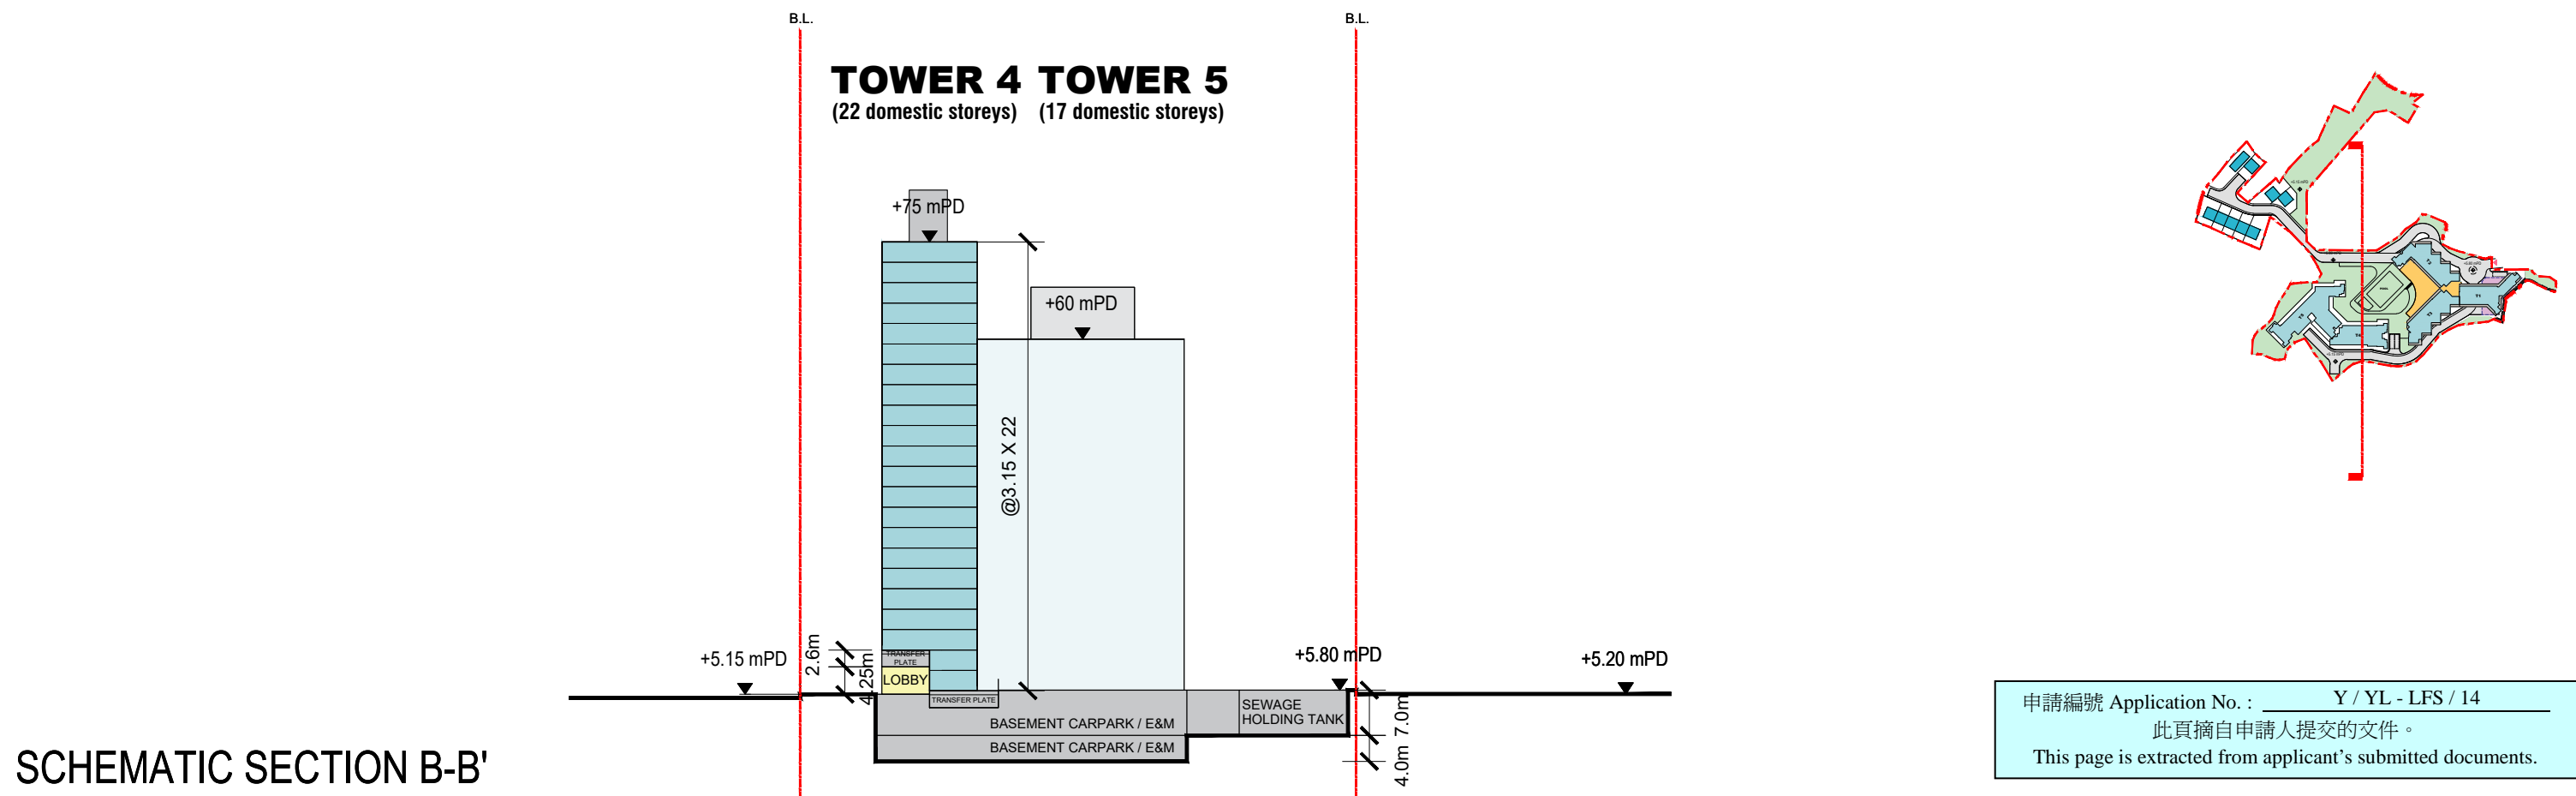 B.L.
B.L.
TOWER 4 TOWER 5
(22 domestic storeys) (17 domestic storeys)
+75 mPD
+60 mPD
@3.15 X 22
2.6m
4.25m
+5.15 mPD
TRANSFER
PLATE
LOBBY
TRANSFER PLATE
BASEMENT CARPARK / E&M
BASEMENT CARPARK / E&M
SEWAGE
HOLDING TANK
+5.80 mPD
7.0m
4.0m
+5.20 mPD
SCHEMATIC SECTION B-B'
申請編號 Application No. : Y / YL - LFS / 14
此頁摘自申請人提交的文件。
This page is extracted from applicant's submitted documents.